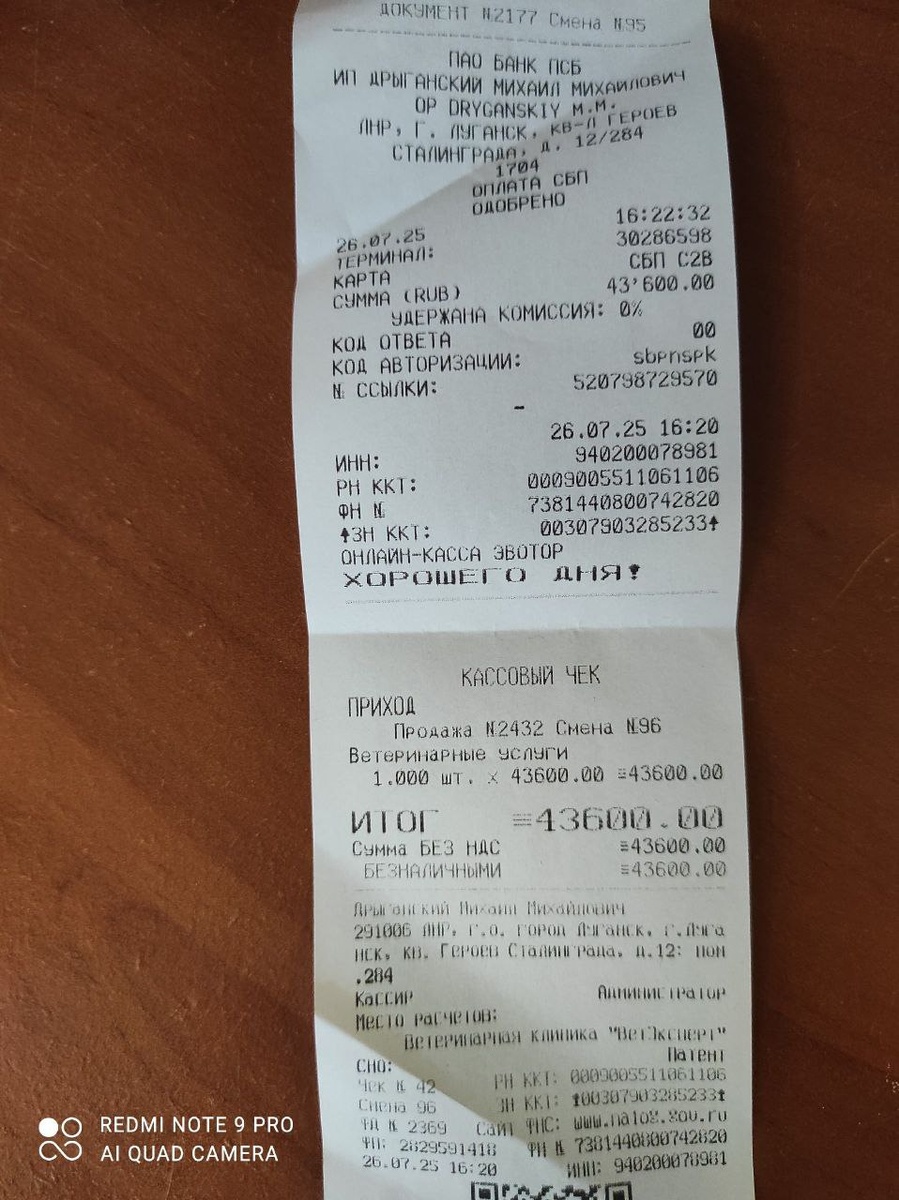 ДОКУМЕНТ №2177 Смена №95
ПАО БАНК ПСБ
ИП ДРЫГАНСКИЙ МИХАИЛ МИХАЙЛОВИЧ
OP DRYGANSKIY M.M.
ЛНР, Г. ЛУГАНСК, КВ-Л ГЕРОЕВ
СТАЛИНГРАДА, Д. 12/284
1704
ОПЛАТА СБП
ОДОБРЕНО
26.07.25 16:22:32
ТЕРМИНАЛ: 30286598
КАРТА СБП C2B
СУММА (RUB) 43'600.00
УДЕРЖАНА КОМИССИЯ: 0%
КОД ОТВЕТА 00
КОД АВТОРИЗАЦИИ: sbpnspk
№ ССЫЛКИ: 520798729570
-
26.07.25 16:20
ИНН: 940200078981
РН ККТ: 0009005511061106
ФН № 7381440800742820
↑ЗН ККТ: 00307903285233↑
ОНЛАЙН-КАССА ЭВОТОР
ХОРОШЕГО ДНЯ!
КАССОВЫЙ ЧЕК
ПРИХОД
Продажа №2432 Смена №96
Ветеринарные услуги
1.000 шт. x 43600.00 =43600.00
ИТОГ =43600.00
Сумма БЕЗ НДС =43600.00
БЕЗНАЛИЧНЫМИ =43600.00
Дрыганский Михаил Михайлович
291006 ЛНР, Г.О. ГОРОД Луганск, г.Луга
нск, кв. Героев Сталинграда, д.12: пом
.284
Кассир Администратор
Место расчетов:
Ветеринарная клиника "ВетЭксперт"
СНО: Патент
Чек № 42 РН ККТ: 0009005511061106
Смена 96 ЗН ККТ: ↑00307903285233↑
ФД № 2369 Сайт ФНС: www.nalog.gov.ru
ФП: 2829591418 ФН № 7381440800742820
26.07.25 16:20 ИНН: 940200078981
REDMI NOTE 9 PRO
AI QUAD CAMERA